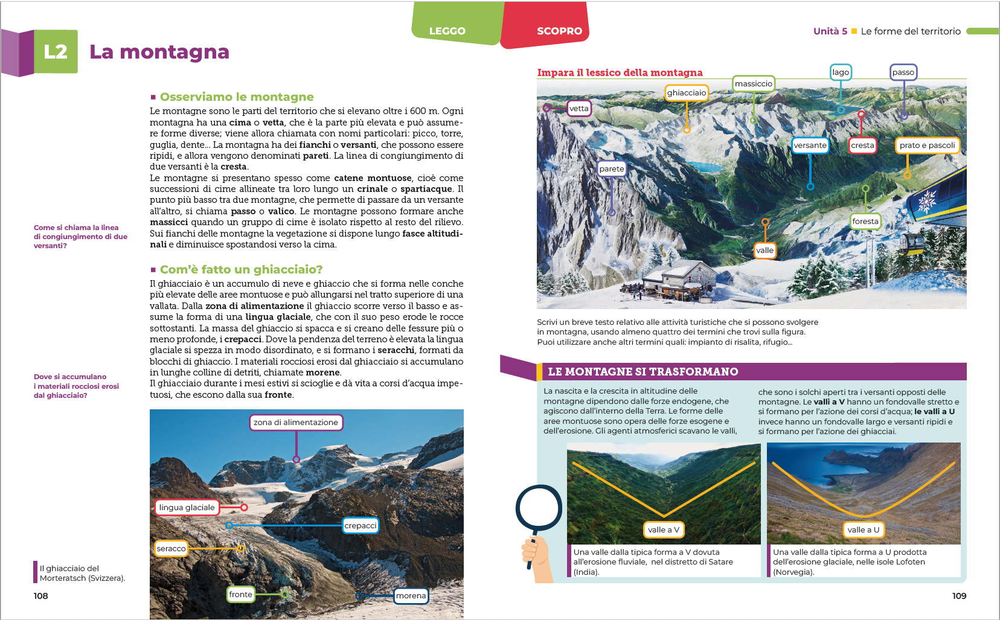 LEGGO
SCOPRO
Unità 5 ■ Le forme del territorio
L2
La montagna
Osserviamo le montagne
Le montagne sono le parti del territorio che si elevano oltre i 600 m. Ogni
montagna ha una cima o vetta, che è la parte più elevata e può assume-
re forme diverse; viene allora chiamata con nomi particolari: picco, torre,
guglia, dente... La montagna ha dei fianchi o versanti, che possono essere
ripidi, e allora vengono denominati pareti. La linea di congiungimento di
due versanti è la cresta.
Le montagne si presentano spesso come catene montuose, cioè come
successioni di cime allineate tra loro lungo un crinale o spartiacque. Il
punto più basso tra due montagne, che permette di passare da un versante
all'altro, si chiama passo o valico. Le montagne possono formare anche
massicci quando un gruppo di cime è isolato rispetto al resto del rilievo.
Sui fianchi delle montagne la vegetazione si dispone lungo fasce altitudi-
nali e diminuisce spostandosi verso la cima.
Come si chiama la linea
di congiungimento di due
versanti?
Com'è fatto un ghiacciaio?
Il ghiacciaio è un accumulo di neve e ghiaccio che si forma nelle conche
più elevate delle aree montuose e può allungarsi nel tratto superiore di una
vallata. Dalla zona di alimentazione il ghiaccio scorre verso il basso e as-
sume la forma di una lingua glaciale, che con il suo peso erode le rocce
sottostanti. La massa del ghiaccio si spacca e si creano delle fessure più o
meno profonde, i crepacci. Dove la pendenza del terreno è elevata la lingua
glaciale si spezza in modo disordinato, e si formano i seracchi, formati da
blocchi di ghiaccio. I materiali rocciosi erosi dal ghiacciaio si accumulano
in lunghe colline di detriti, chiamate morene.
Il ghiacciaio durante i mesi estivi si scioglie e dà vita a corsi d'acqua impe-
tuosi, che escono dalla sua fronte.
Dove si accumulano
i materiali rocciosi erosi
dal ghiacciaio?
zona di alimentazione
lingua glaciale
crepacci
seracco
fronte
morena
Il ghiacciaio del
Morteratsch (Svizzera).
108
Impara il lessico della montagna
lago
passo
massiccio
ghiacciaio
vetta
versante
cresta
prato e pascoli
parete
foresta
valle
Scrivi un breve testo relativo alle attività turistiche che si possono svolgere
in montagna, usando almeno quattro dei termini che trovi sulla figura.
Puoi utilizzare anche altri termini quali: impianto di risalita, rifugio...
LE MONTAGNE SI TRASFORMANO
La nascita e la crescita in altitudine delle
montagne dipendono dalle forze endogene, che
agiscono dall'interno della Terra. Le forme delle
aree montuose sono opera delle forze esogene e
dell'erosione. Gli agenti atmosferici scavano le valli,
che sono i solchi aperti tra i versanti opposti delle
montagne. Le valli a V hanno un fondovalle stretto e
si formano per l'azione dei corsi d'acqua; le valli a U
invece hanno un fondovalle largo e versanti ripidi e
si formano per l'azione dei ghiacciai.
valle a V
valle a U
Una valle dalla tipica forma a V dovuta
all'erosione fluviale, nel distretto di Satare
(India).
Una valle dalla tipica forma a U prodotta
dell'erosione glaciale, nelle isole Lofoten
(Norvegia).
109